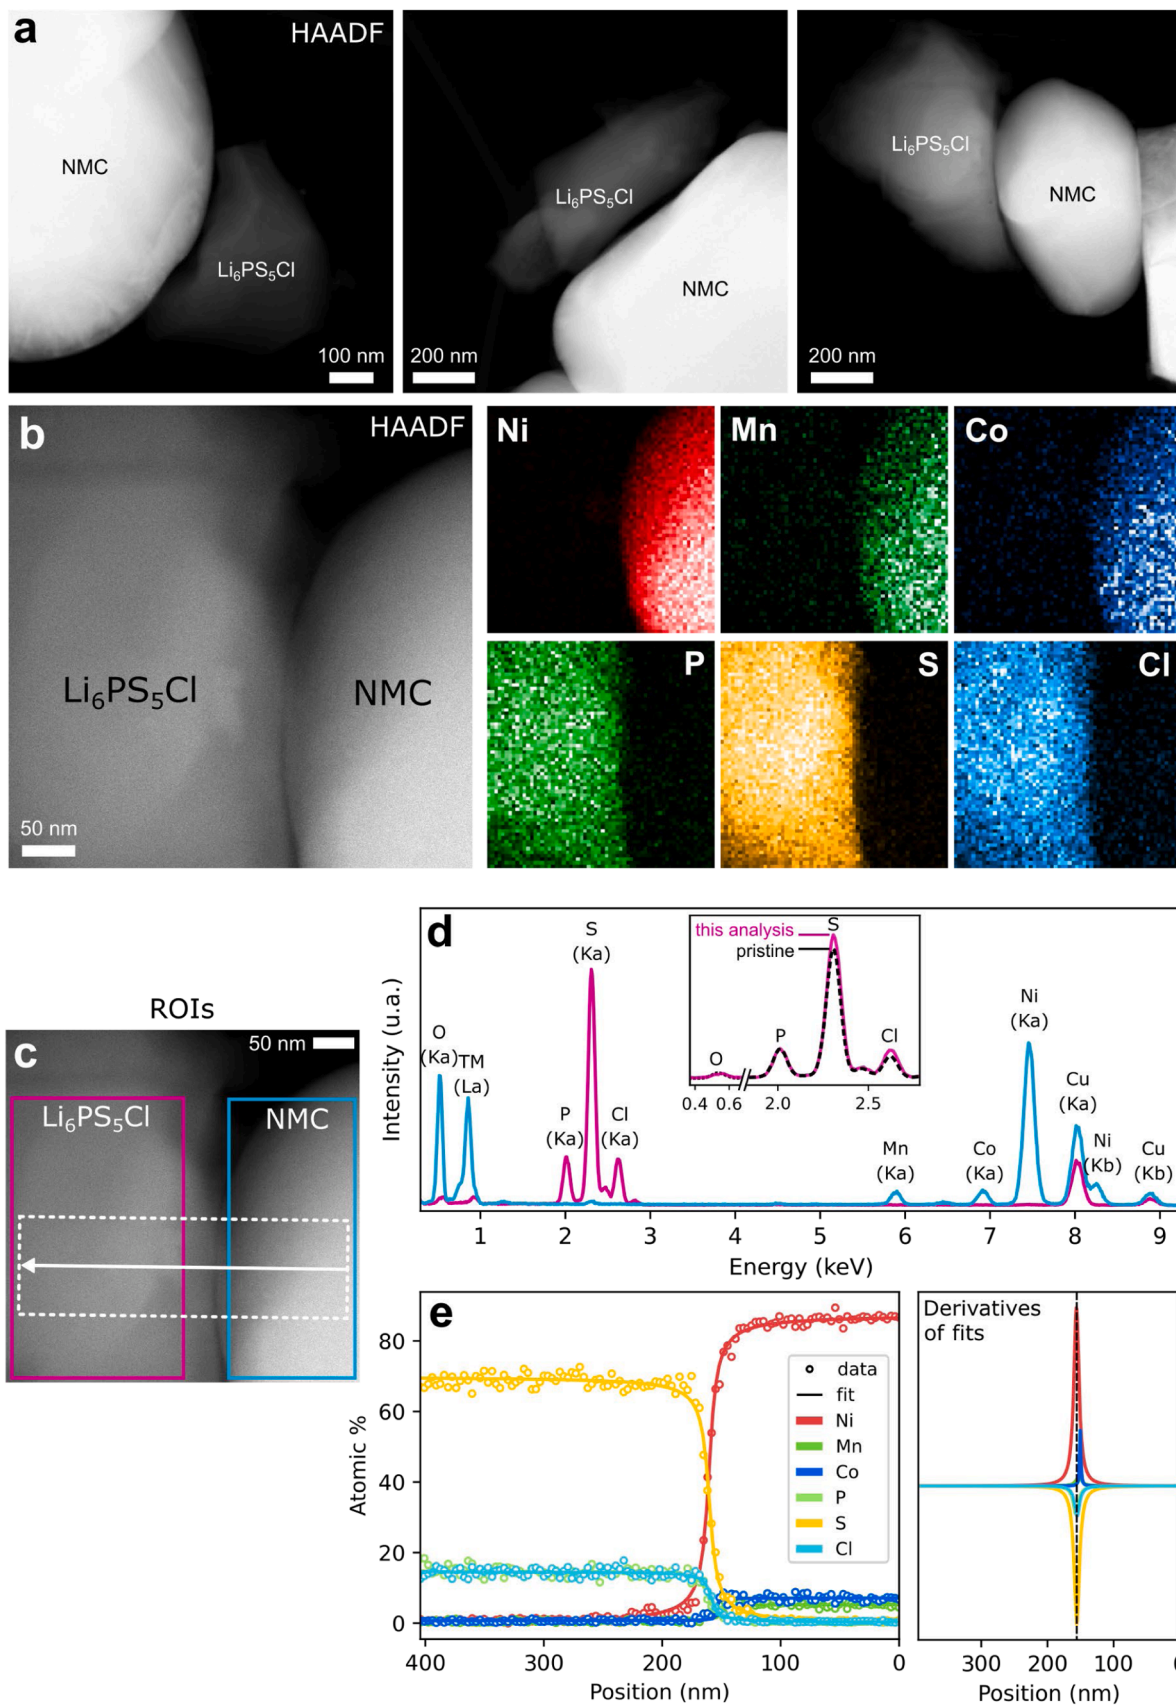 a
HAADF
NMC
Li₆PS₅Cl
100 nm
Li₆PS₅Cl
NMC
200 nm
Li₆PS₅Cl
NMC
200 nm
b
HAADF
Li₆PS₅Cl
NMC
50 nm
Ni
Mn
Co
P
S
Cl
ROIs
c
50 nm
Li₆PS₅Cl
NMC
d
Intensity (u.a.)
O
(Ka)
TM
(La)
P
(Ka)
S
(Ka)
Cl
(Ka)
this analysis
pristine
S
P
Cl
O
0.4 0.6 2.0 2.5
Mn
(Ka)
Co
(Ka)
Ni
(Ka)
Cu
(Ka)
Ni
(Kb)
Cu
(Kb)
1 2 3 4 5 6 7 8 9
Energy (keV)
e
Atomic %
80
60
40
20
0
data
fit
Ni
Mn
Co
P
S
Cl
400 300 200 100 0
Position (nm)
Derivatives
of fits
300 200 100
Position (nm)